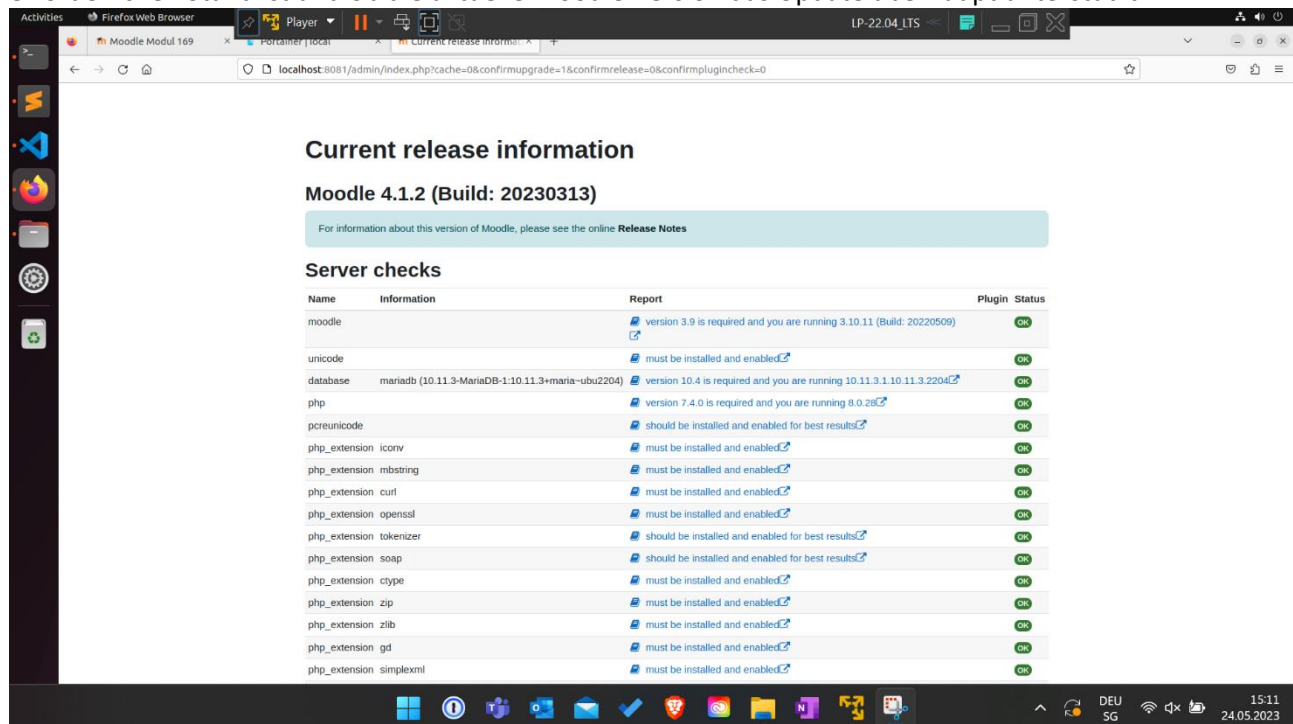 Activities
Firefox Web Browser
Player
LP-22.04_LTS
Moodle Modul 169
Portainer | local
Current release informat
localhost:8081/admin/index.php?cache=0&confirmupgrade=1&confirmrelease=0&confirmplugincheck=0
Current release information
Moodle 4.1.2 (Build: 20230313)
For information about this version of Moodle, please see the online Release Notes
Server checks
Name Information Report Plugin Status
moodle version 3.9 is required and you are running 3.10.11 (Build: 20220509) OK
unicode must be installed and enabled OK
database mariadb (10.11.3-MariaDB-1:10.11.3+maria~ubu2204) version 10.4 is required and you are running 10.11.3.1.10.11.3.2204 OK
php version 7.4.0 is required and you are running 8.0.28 OK
pcreunicode should be installed and enabled for best results OK
php_extension iconv must be installed and enabled OK
php_extension mbstring must be installed and enabled OK
php_extension curl must be installed and enabled OK
php_extension openssl must be installed and enabled OK
php_extension tokenizer should be installed and enabled for best results OK
php_extension soap should be installed and enabled for best results OK
php_extension ctype must be installed and enabled OK
php_extension zip must be installed and enabled OK
php_extension zlib must be installed and enabled OK
php_extension gd must be installed and enabled OK
php_extension simplexml must be installed and enabled OK
DEU
SG
15:11
24.05.2023